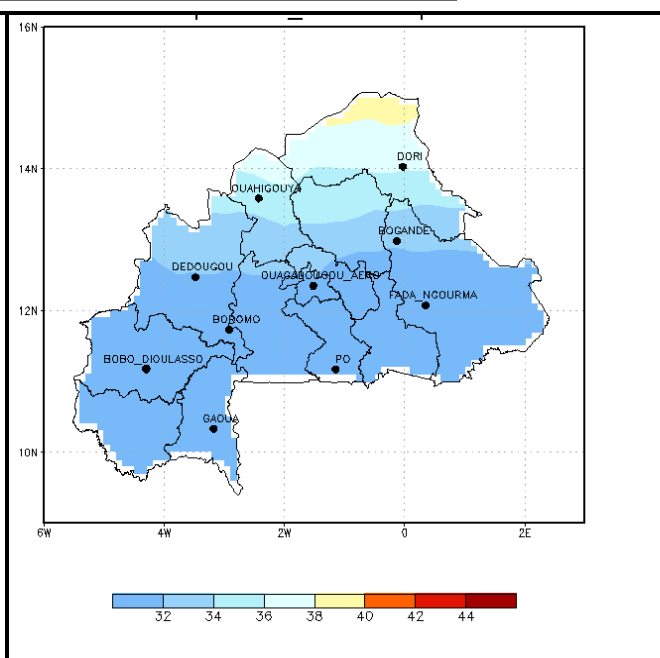 16N
14N
12N
10N
DORI
OUAHIGOUYA
BOGANDE
DEDOUGOU
OUAGADOUGOU_AERO
FADA_NGOURMA
BOROMO
BOBO_DIOULASSO
PO
GAOUA
6W 4W 2W 0 2E
32 34 36 38 40 42 44